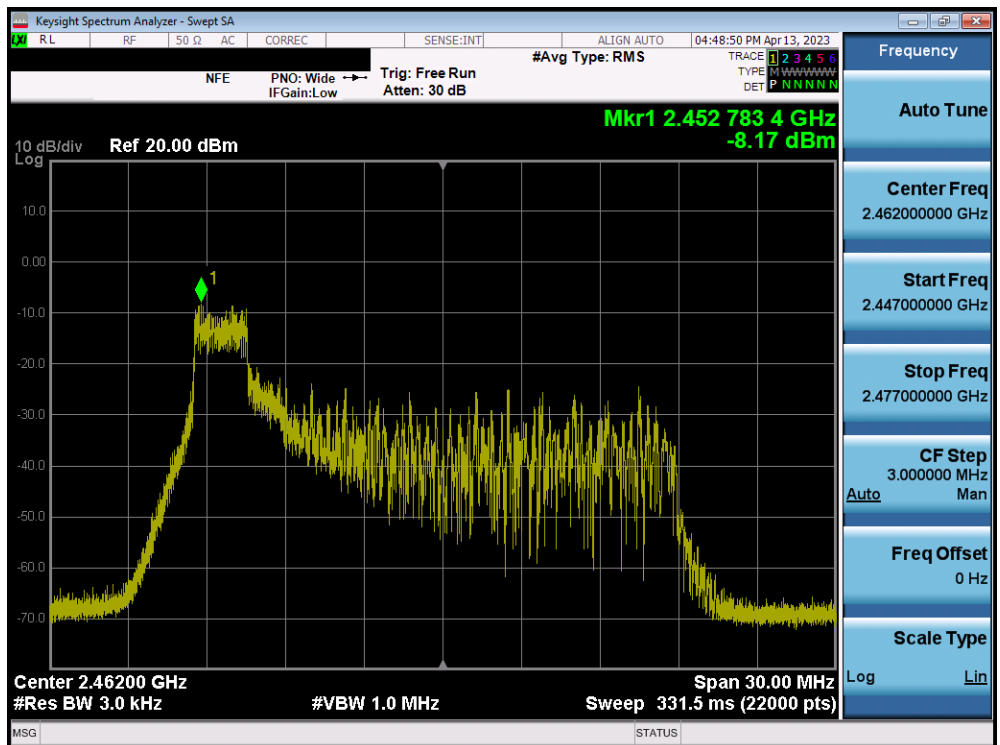 Keysight Spectrum Analyzer - Swept SA
LXI RL RF 50 Ω AC CORREC SENSE:INT ALIGN AUTO 04:48:50 PM Apr 13, 2023
NFE PNO: Wide Trig: Free Run #Avg Type: RMS TRACE 1 2 3 4 5 6
IFGain:Low Atten: 30 dB TYPE M WWWWW
DET P N N N N N
Mkr1 2.452 783 4 GHz
-8.17 dBm
10 dB/div Ref 20.00 dBm
Log
10.0
0.00
-10.0
-20.0
-30.0
-40.0
-50.0
-60.0
-70.0
1
Center 2.46200 GHz Span 30.00 MHz
#Res BW 3.0 kHz #VBW 1.0 MHz Sweep 331.5 ms (22000 pts)
MSG STATUS
Frequency
Auto Tune
Center Freq
2.462000000 GHz
Start Freq
2.447000000 GHz
Stop Freq
2.477000000 GHz
CF Step
3.000000 MHz
Auto Man
Freq Offset
0 Hz
Scale Type
Log Lin